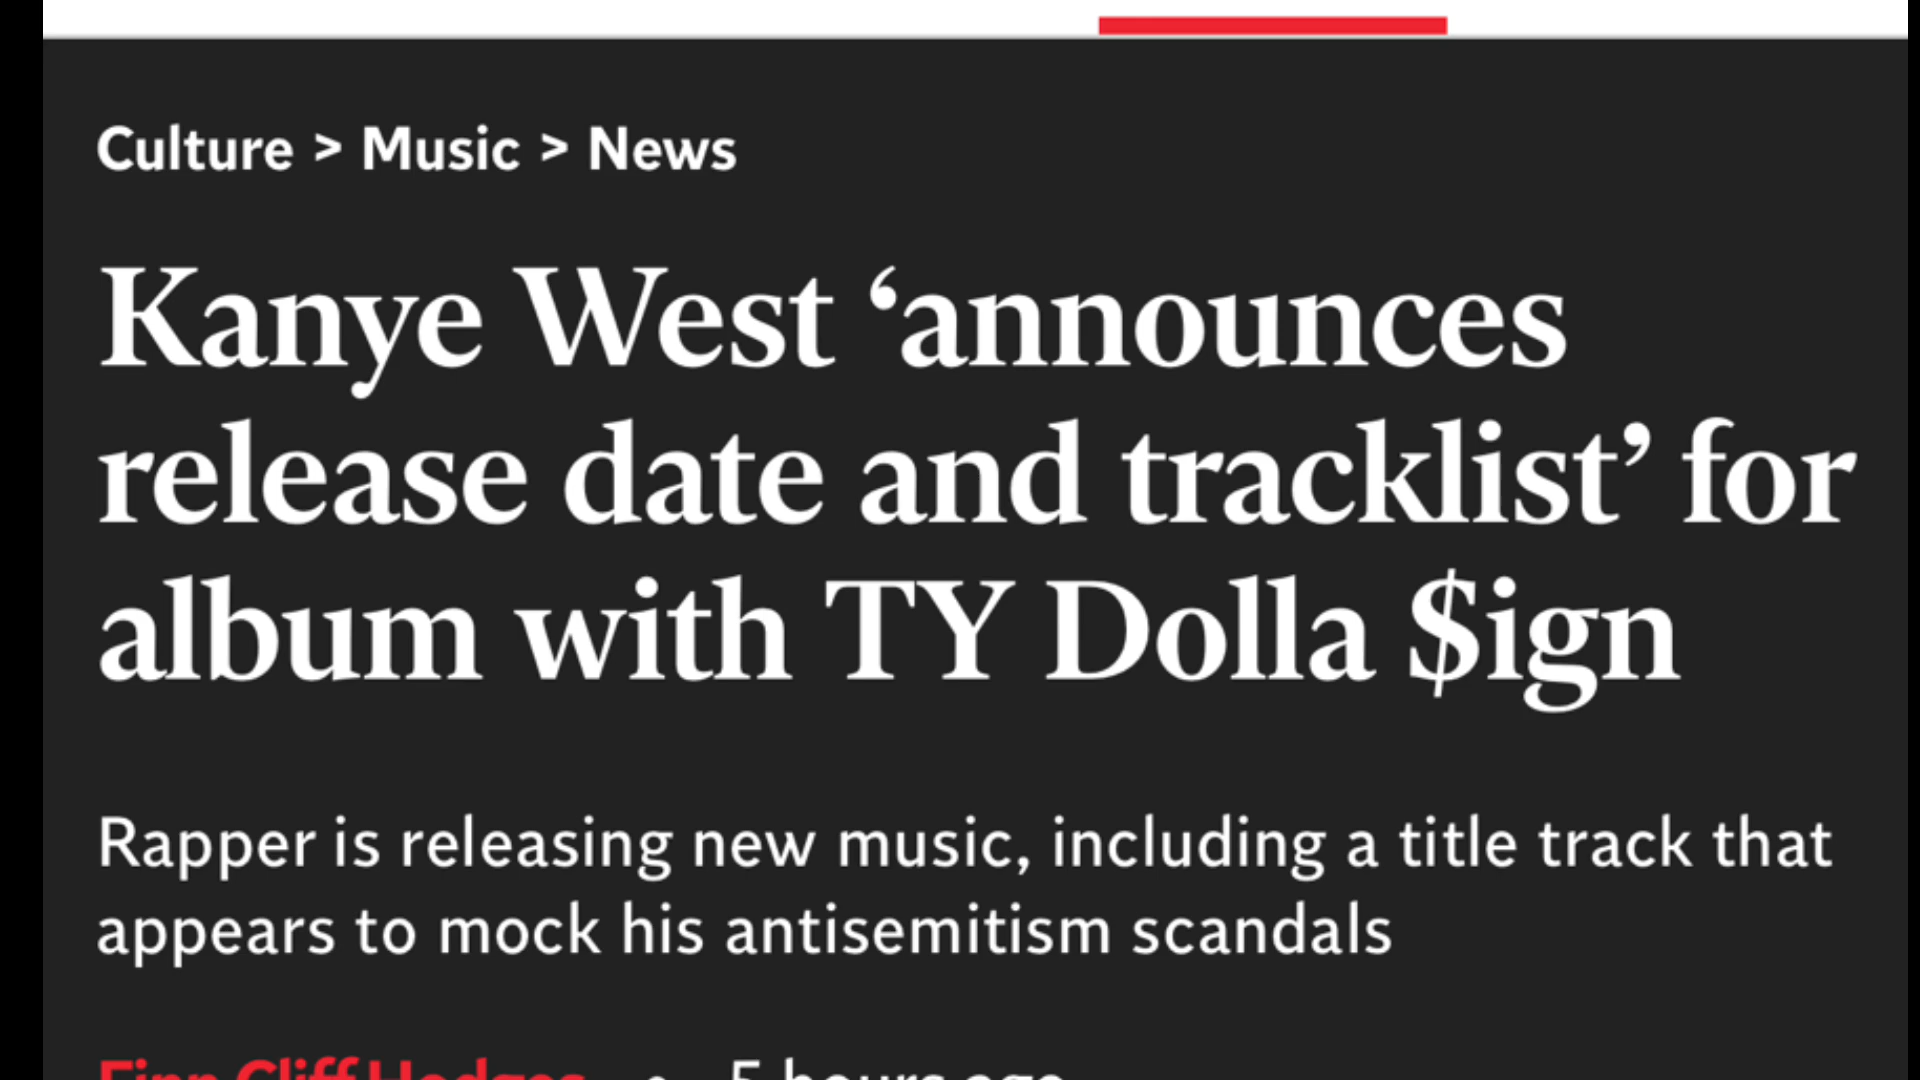 Culture > Music > News
Kanye West ‘announces
release date and tracklist’ for
album with TY Dolla $ign
Rapper is releasing new music, including a title track that
appears to mock his antisemitism scandals
Finn Cliff Hodges • 5 hours ago